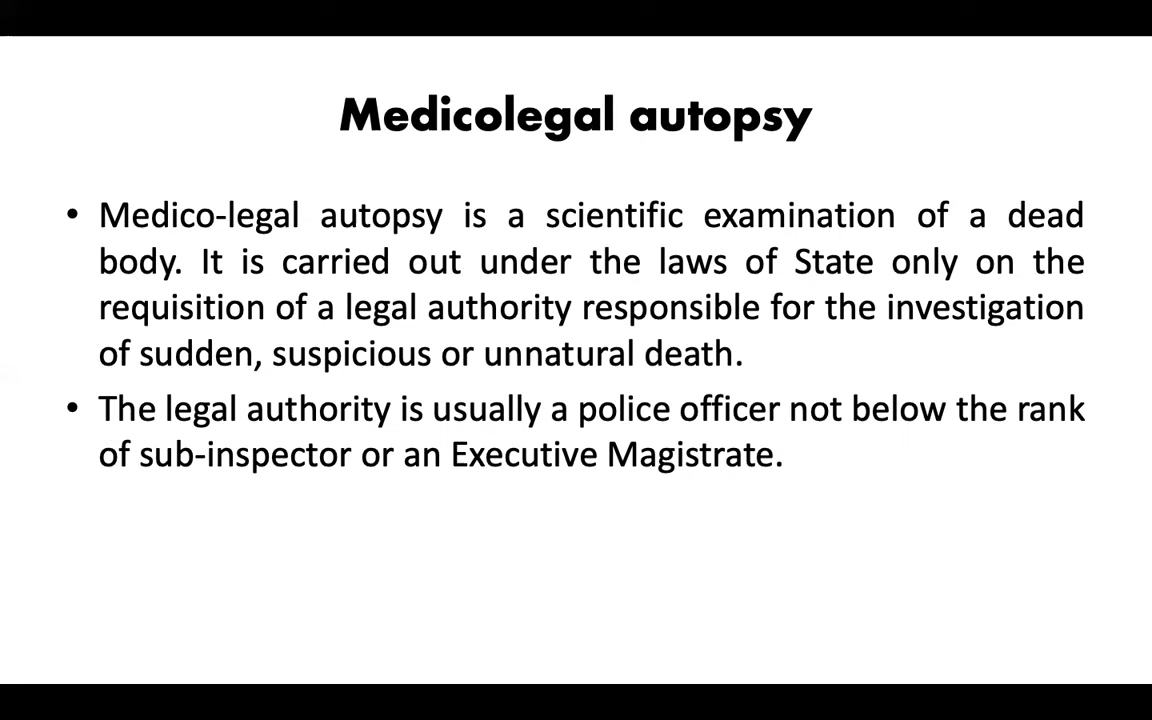 Medicolegal autopsy
• Medico-legal autopsy is a scientific examination of a dead
body. It is carried out under the laws of State only on the
requisition of a legal authority responsible for the investigation
of sudden, suspicious or unnatural death.
• The legal authority is usually a police officer not below the rank
of sub-inspector or an Executive Magistrate.